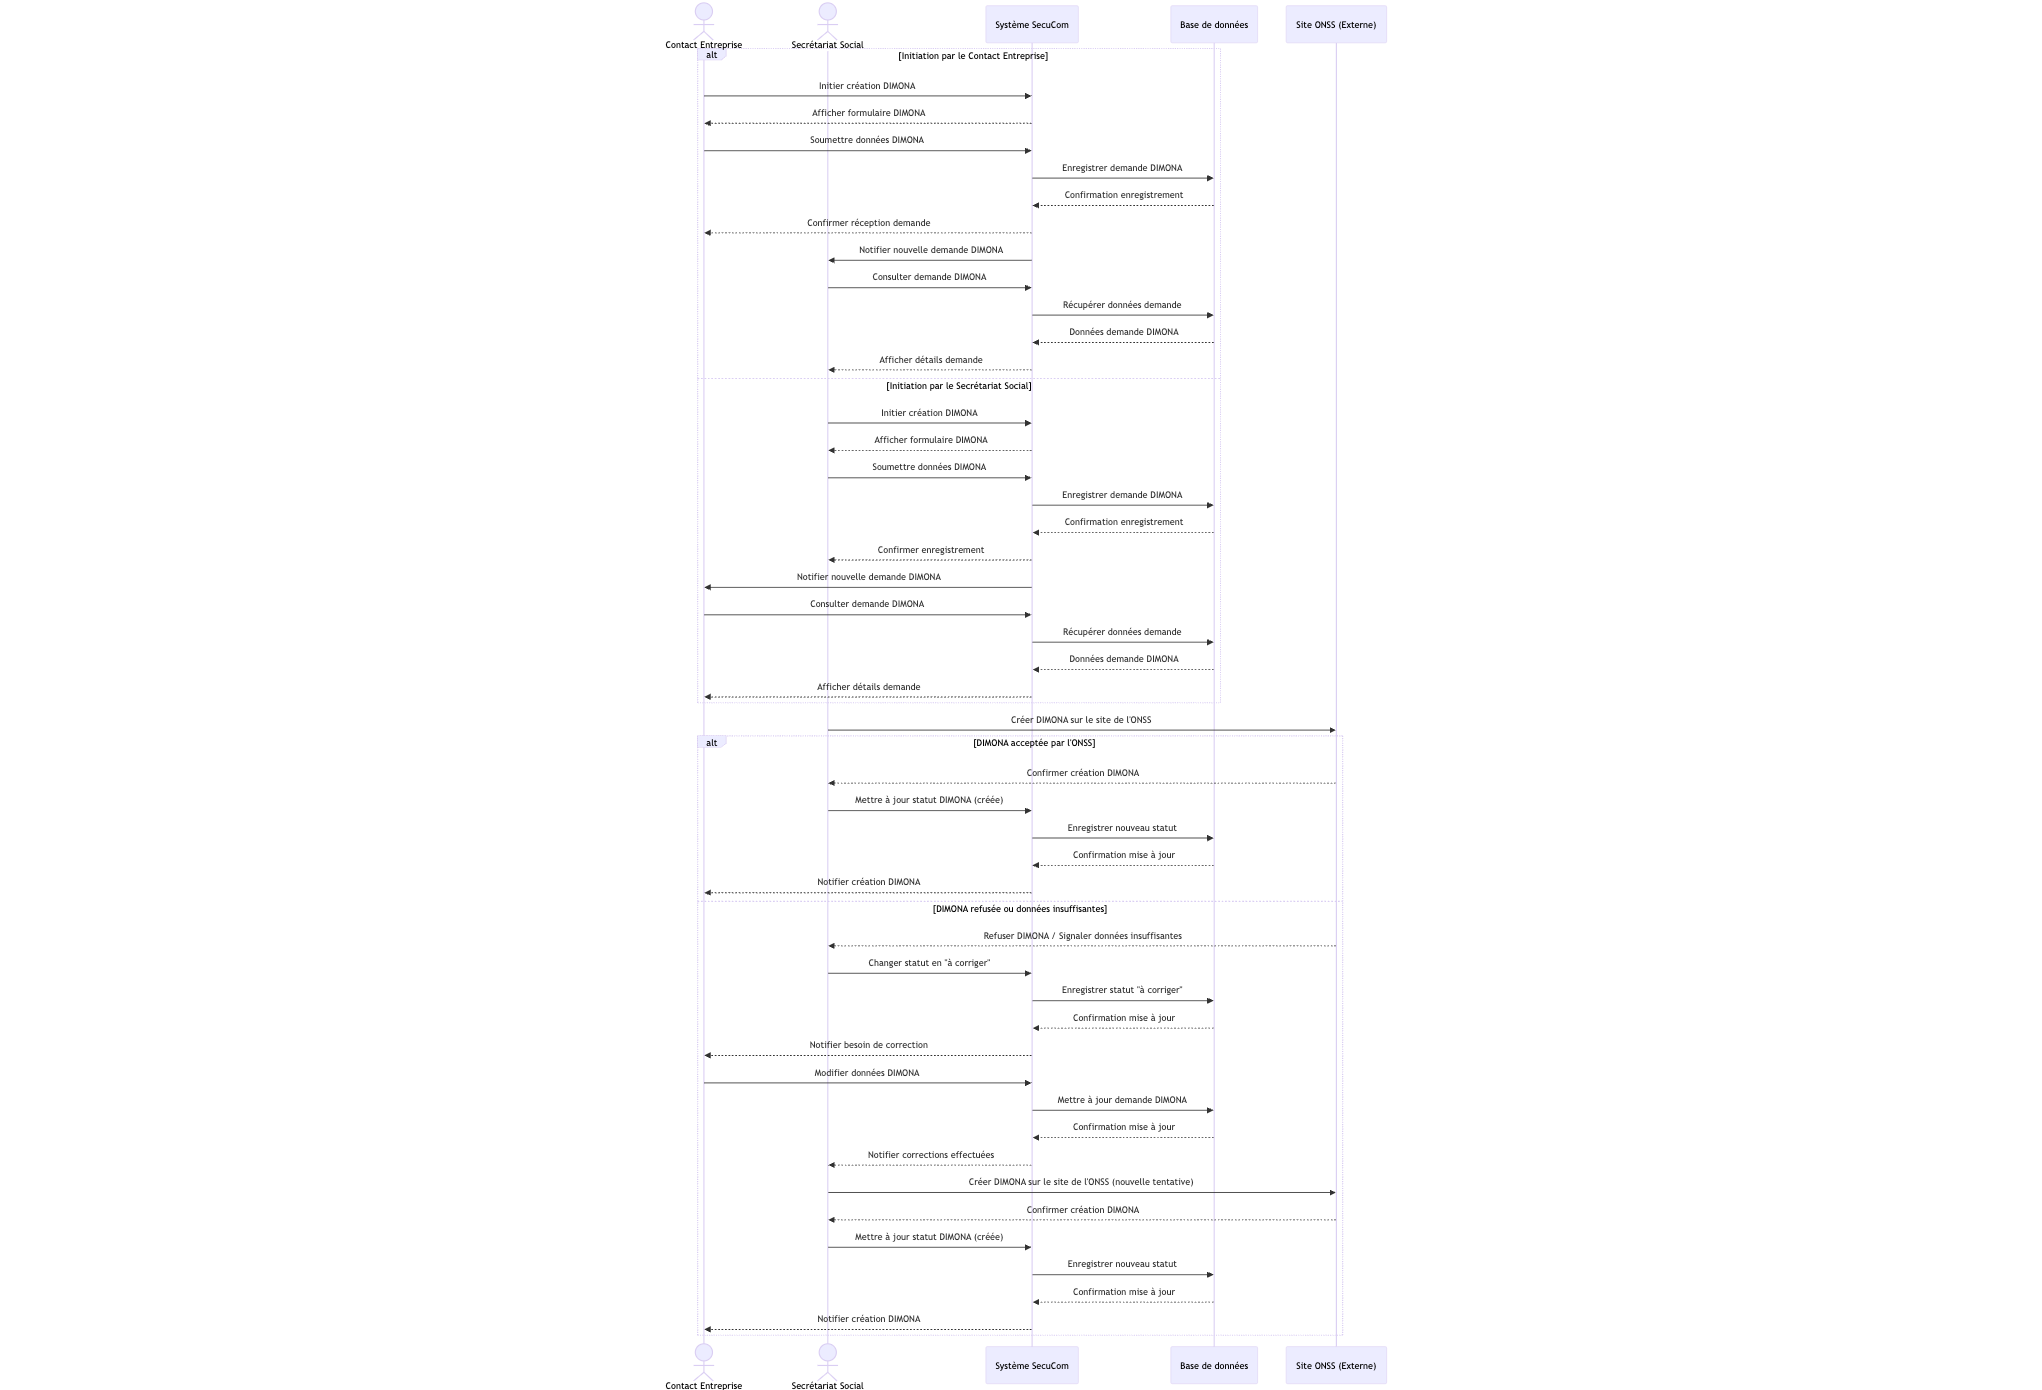 Contact Entreprise
Secrétariat Social
Système SecuCom
Base de données
Site ONSS (Externe)
alt
[Initiation par le Contact Entreprise]
Initier création DIMONA
Afficher formulaire DIMONA
Soumettre données DIMONA
Enregistrer demande DIMONA
Confirmation enregistrement
Confirmer réception demande
Notifier nouvelle demande DIMONA
Consulter demande DIMONA
Récupérer données demande
Données demande DIMONA
Afficher détails demande
[Initiation par le Secrétariat Social]
Initier création DIMONA
Afficher formulaire DIMONA
Soumettre données DIMONA
Enregistrer demande DIMONA
Confirmation enregistrement
Confirmer enregistrement
Notifier nouvelle demande DIMONA
Consulter demande DIMONA
Récupérer données demande
Données demande DIMONA
Afficher détails demande
Créer DIMONA sur le site de l'ONSS
alt
[DIMONA acceptée par l'ONSS]
Confirmer création DIMONA
Mettre à jour statut DIMONA (créée)
Enregistrer nouveau statut
Confirmation mise à jour
Notifier création DIMONA
[DIMONA refusée ou données insuffisantes]
Refuser DIMONA / Signaler données insuffisantes
Changer statut en "à corriger"
Enregistrer statut "à corriger"
Confirmation mise à jour
Notifier besoin de correction
Modifier données DIMONA
Mettre à jour demande DIMONA
Confirmation mise à jour
Notifier corrections effectuées
Créer DIMONA sur le site de l'ONSS (nouvelle tentative)
Confirmer création DIMONA
Mettre à jour statut DIMONA (créée)
Enregistrer nouveau statut
Confirmation mise à jour
Notifier création DIMONA
Contact Entreprise
Secrétariat Social
Système SecuCom
Base de données
Site ONSS (Externe)